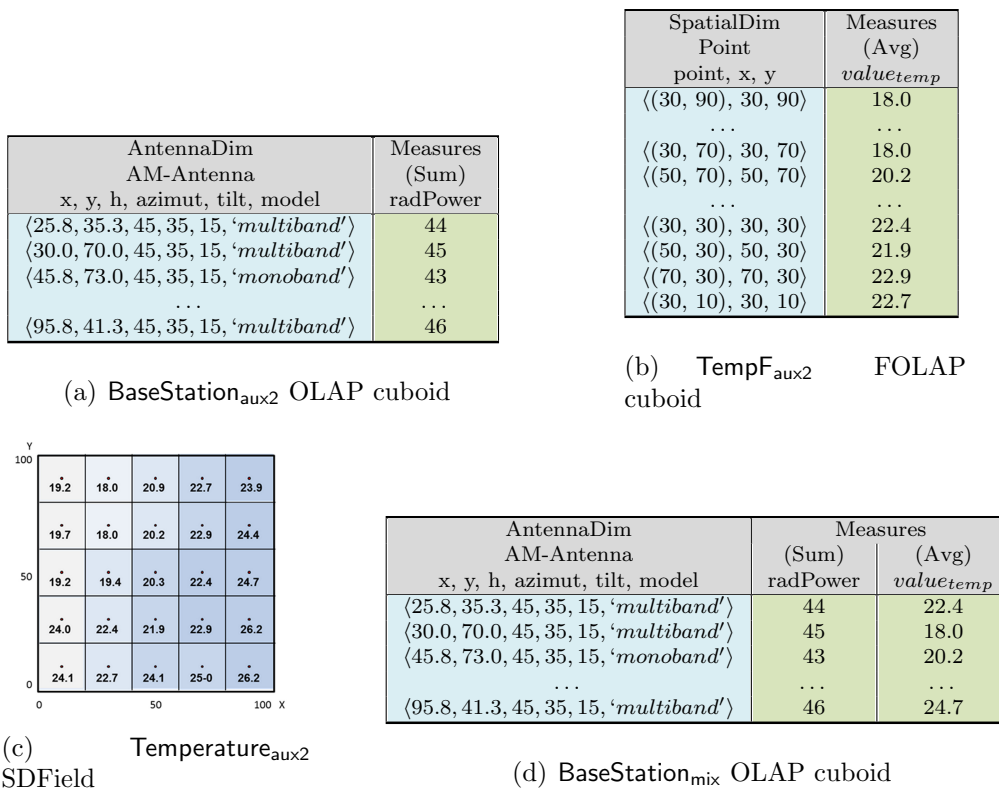 AntennaDim Measures
AM-Antenna (Sum)
x, y, h, azimut, tilt, model radPower
⟨25.8, 35.3, 45, 35, 15, ‘multiband′⟩ 44
⟨30.0, 70.0, 45, 35, 15, ‘multiband′⟩ 45
⟨45.8, 73.0, 45, 35, 15, ‘monoband′⟩ 43
... ...
⟨95.8, 41.3, 45, 35, 15, ‘multiband′⟩ 46
(a) BaseStation_aux2 OLAP cuboid
SpatialDim Measures
Point (Avg)
point, x, y value_temp
⟨(30, 90), 30, 90⟩ 18.0
... ...
⟨(30, 70), 30, 70⟩ 18.0
⟨(50, 70), 50, 70⟩ 20.2
... ...
⟨(30, 30), 30, 30⟩ 22.4
⟨(50, 30), 50, 30⟩ 21.9
⟨(70, 30), 70, 30⟩ 22.9
⟨(30, 10), 30, 10⟩ 22.7
(b) TempF_aux2 FOLAP
cuboid
Y
100
19.2 18.0 20.9 22.7 23.9
19.7 18.0 20.2 22.9 24.4
50
19.2 19.4 20.3 22.4 24.7
24.0 22.4 21.9 22.9 26.2
24.1 22.7 24.1 25-0 26.2
0
0 50 100 X
(c) Temperature_aux2
SDField
AntennaDim Measures
AM-Antenna (Sum) (Avg)
x, y, h, azimut, tilt, model radPower value_temp
⟨25.8, 35.3, 45, 35, 15, ‘multiband′⟩ 44 22.4
⟨30.0, 70.0, 45, 35, 15, ‘multiband′⟩ 45 18.0
⟨45.8, 73.0, 45, 35, 15, ‘monoband′⟩ 43 20.2
... ... ...
⟨95.8, 41.3, 45, 35, 15, ‘multiband′⟩ 46 24.7
(d) BaseStation_mix OLAP cuboid